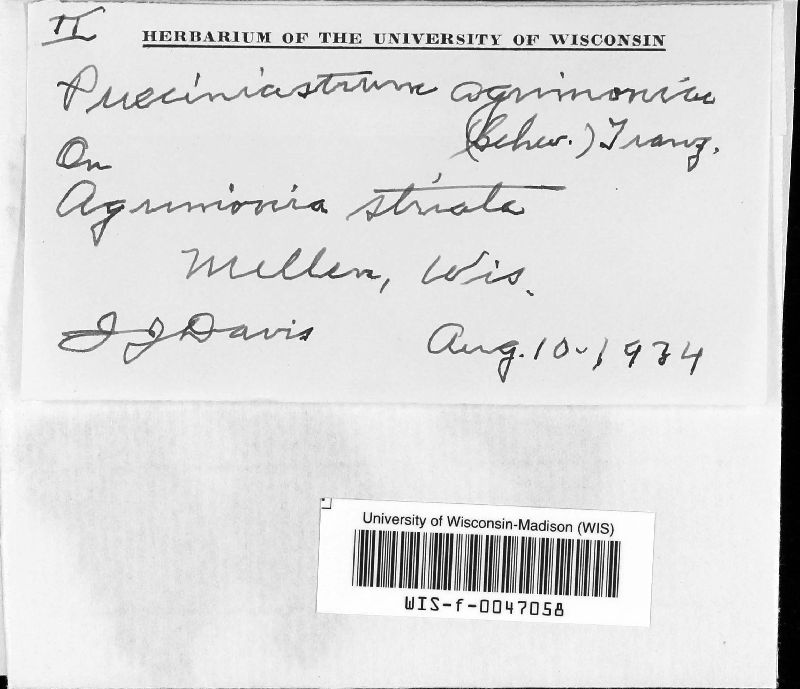 II
HERBARIUM OF THE UNIVERSITY OF WISCONSIN
Pucciniastrum agrimoniae
(Schw.) Tranz.
On
Agrimonia striata
Mellen, Wis.
J J Davis Aug. 10-1934
University of Wisconsin-Madison (WIS)
WIS-f-0047058